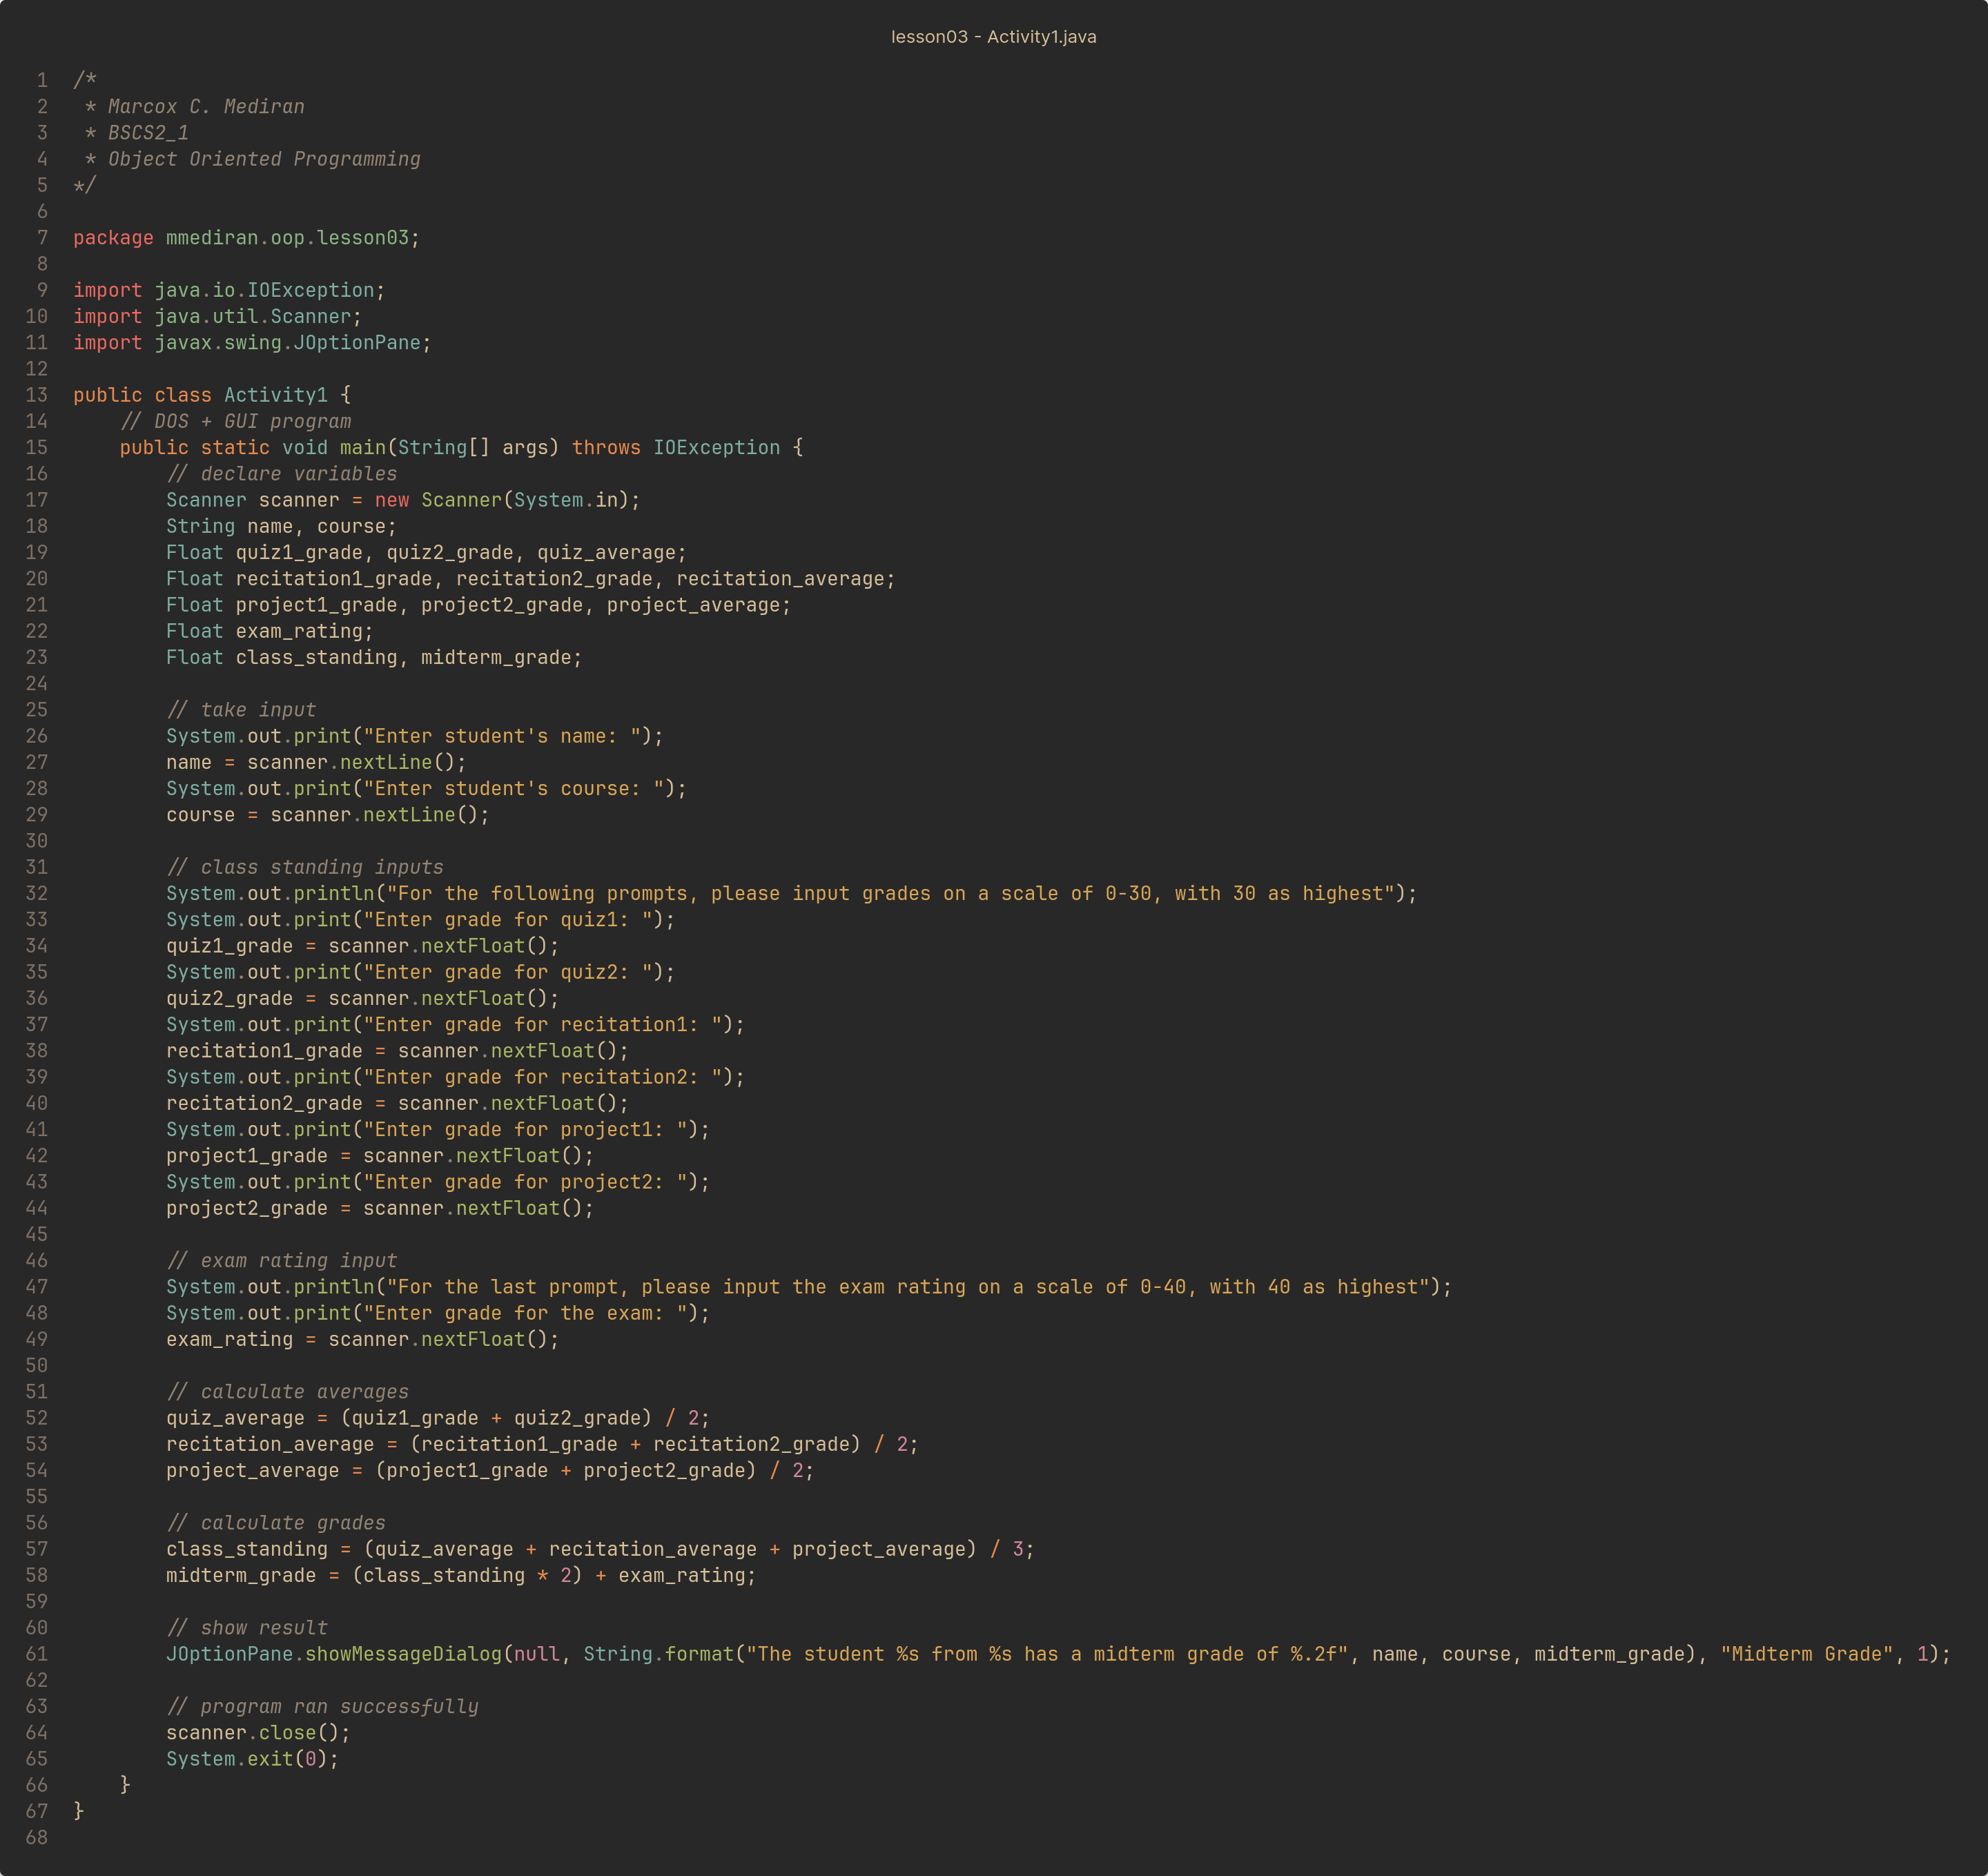 lesson03 - Activity1.java
1 /*
2  * Marcox C. Mediran
3  * BSCS2_1
4  * Object Oriented Programming
5 */
6
7 package mmediran.oop.lesson03;
8
9 import java.io.IOException;
10 import java.util.Scanner;
11 import javax.swing.JOptionPane;
12
13 public class Activity1 {
14     // DOS + GUI program
15     public static void main(String[] args) throws IOException {
16         // declare variables
17         Scanner scanner = new Scanner(System.in);
18         String name, course;
19         Float quiz1_grade, quiz2_grade, quiz_average;
20         Float recitation1_grade, recitation2_grade, recitation_average;
21         Float project1_grade, project2_grade, project_average;
22         Float exam_rating;
23         Float class_standing, midterm_grade;
24
25         // take input
26         System.out.print("Enter student's name: ");
27         name = scanner.nextLine();
28         System.out.print("Enter student's course: ");
29         course = scanner.nextLine();
30
31         // class standing inputs
32         System.out.println("For the following prompts, please input grades on a scale of 0-30, with 30 as highest");
33         System.out.print("Enter grade for quiz1: ");
34         quiz1_grade = scanner.nextFloat();
35         System.out.print("Enter grade for quiz2: ");
36         quiz2_grade = scanner.nextFloat();
37         System.out.print("Enter grade for recitation1: ");
38         recitation1_grade = scanner.nextFloat();
39         System.out.print("Enter grade for recitation2: ");
40         recitation2_grade = scanner.nextFloat();
41         System.out.print("Enter grade for project1: ");
42         project1_grade = scanner.nextFloat();
43         System.out.print("Enter grade for project2: ");
44         project2_grade = scanner.nextFloat();
45
46         // exam rating input
47         System.out.println("For the last prompt, please input the exam rating on a scale of 0-40, with 40 as highest");
48         System.out.print("Enter grade for the exam: ");
49         exam_rating = scanner.nextFloat();
50
51         // calculate averages
52         quiz_average = (quiz1_grade + quiz2_grade) / 2;
53         recitation_average = (recitation1_grade + recitation2_grade) / 2;
54         project_average = (project1_grade + project2_grade) / 2;
55
56         // calculate grades
57         class_standing = (quiz_average + recitation_average + project_average) / 3;
58         midterm_grade = (class_standing * 2) + exam_rating;
59
60         // show result
61         JOptionPane.showMessageDialog(null, String.format("The student %s from %s has a midterm grade of %.2f", name, course, midterm_grade), "Midterm Grade", 1);
62
63         // program ran successfully
64         scanner.close();
65         System.exit(0);
66     }
67 }
68